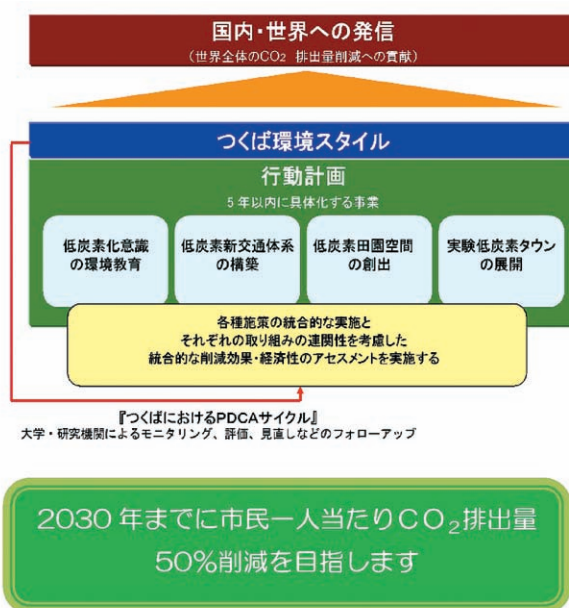 国内・世界への発信
(世界全体のCO₂ 排出量削減への貢献)
つくば環境スタイル
行動計画
5年以内に具体化する事業
低炭素化意識
の環境教育
低炭素新交通体系
の構築
低炭素田園空間
の創出
実験低炭素タウン
の展開
各種施策の統合的な実施と
それぞれの取り組みの連関性を考慮した
統合的な削減効果・経済性のアセスメントを実施する
『つくばにおけるPDCAサイクル』
大学・研究機関によるモニタリング、評価、見直しなどのフォローアップ
2030年までに市民一人当たりCO₂排出量
50%削減を目指します